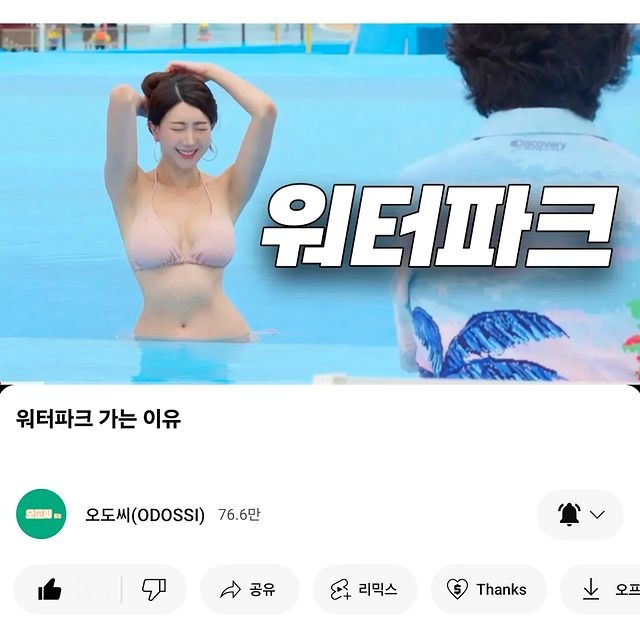 Discovery
워터파크
워터파크 가는 이유
오도씨(ODOSSI) 76.6만
공유
리믹스
Thanks
오프